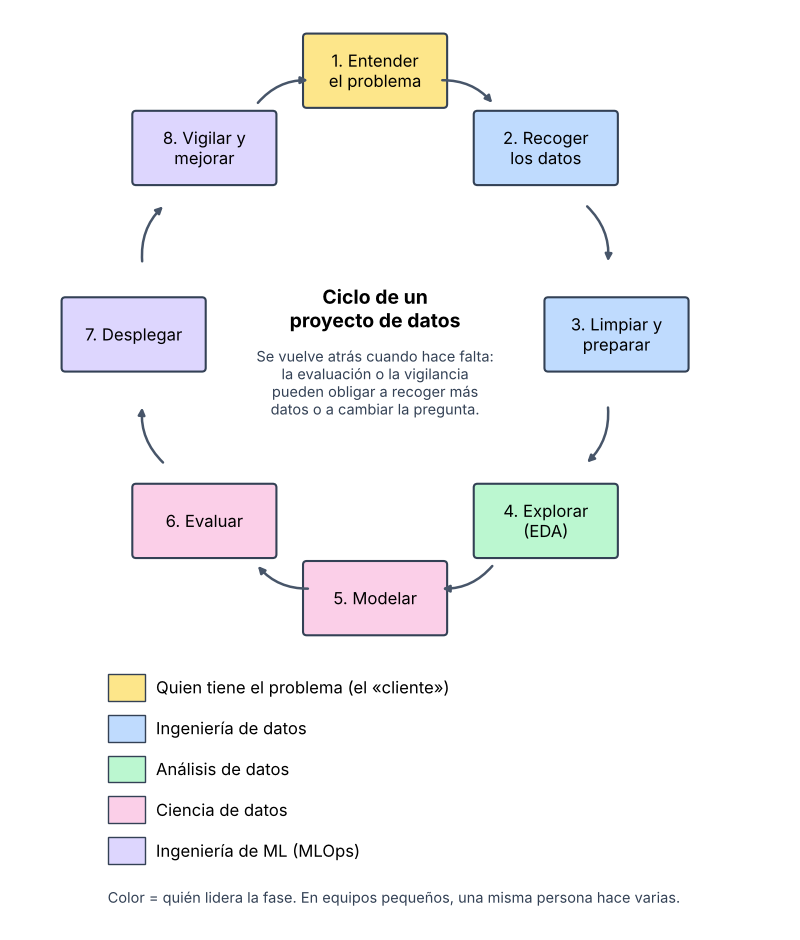 1. Entender
el problema
8. Vigilar y
mejorar
2. Recoger
los datos
7. Desplegar
Ciclo de un
proyecto de datos
Se vuelve atrás cuando hace falta:
la evaluación o la vigilancia
pueden obligar a recoger más
datos o a cambiar la pregunta.
3. Limpiar y
preparar
6. Evaluar
4. Explorar
(EDA)
5. Modelar
Quien tiene el problema (el «cliente»)
Ingeniería de datos
Análisis de datos
Ciencia de datos
Ingeniería de ML (MLOps)
Color = quién lidera la fase. En equipos pequeños, una misma persona hace varias.